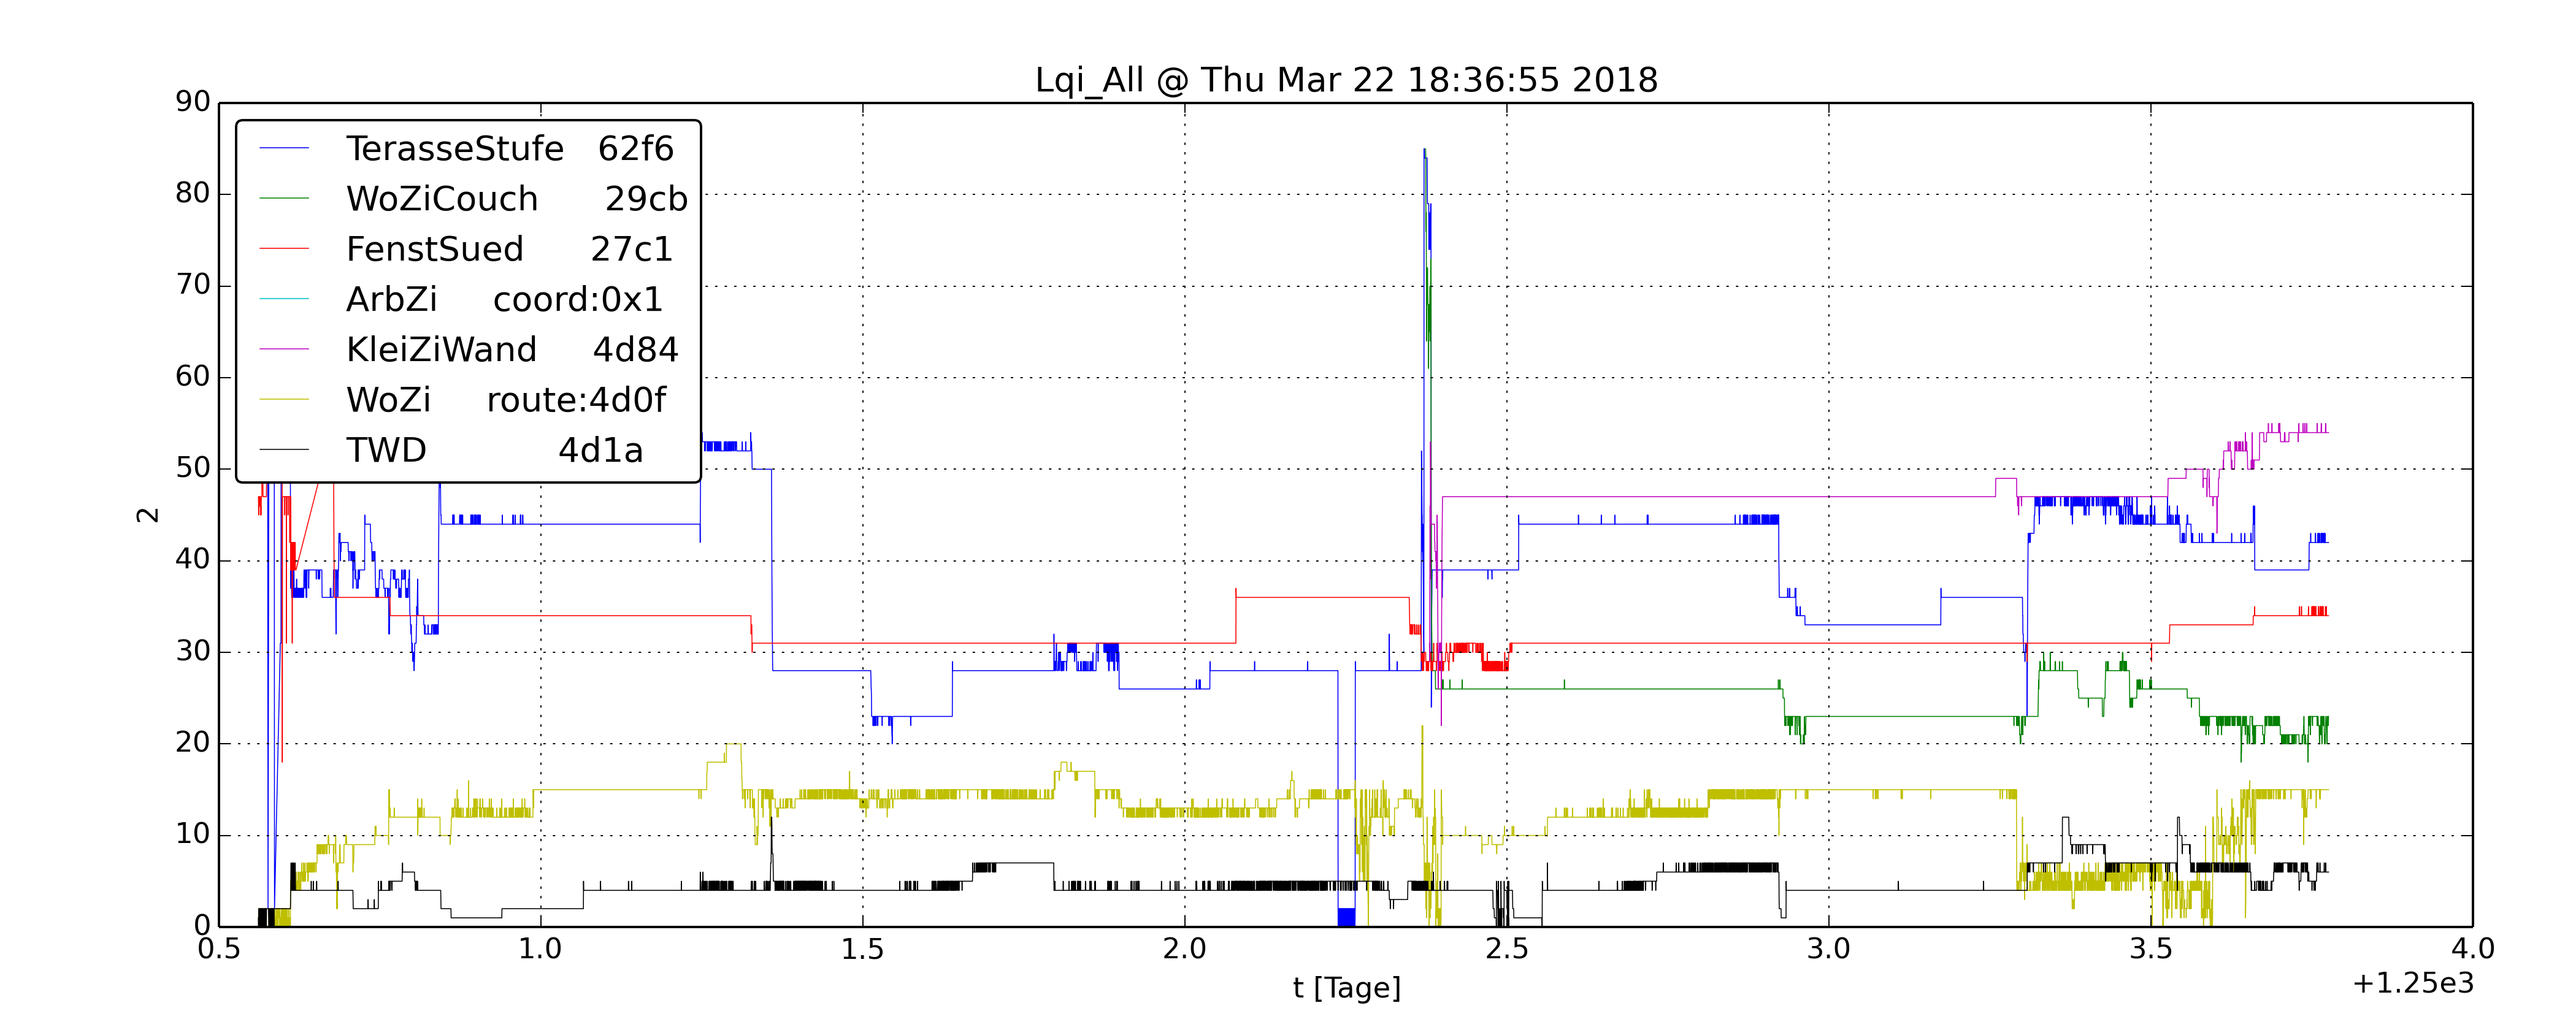 Lqi_All @ Thu Mar 22 18:36:55 2018
90
80
70
60
50
40
30
20
10
0
2
TerasseStufe 62f6
WoZiCouch 29cb
FenstSued 27c1
ArbZi coord:0x1
KleiZiWand 4d84
WoZi route:4d0f
TWD 4d1a
0.5 1.0 1.5 2.0 2.5 3.0 3.5 4.0
t [Tage]
+1.25e3